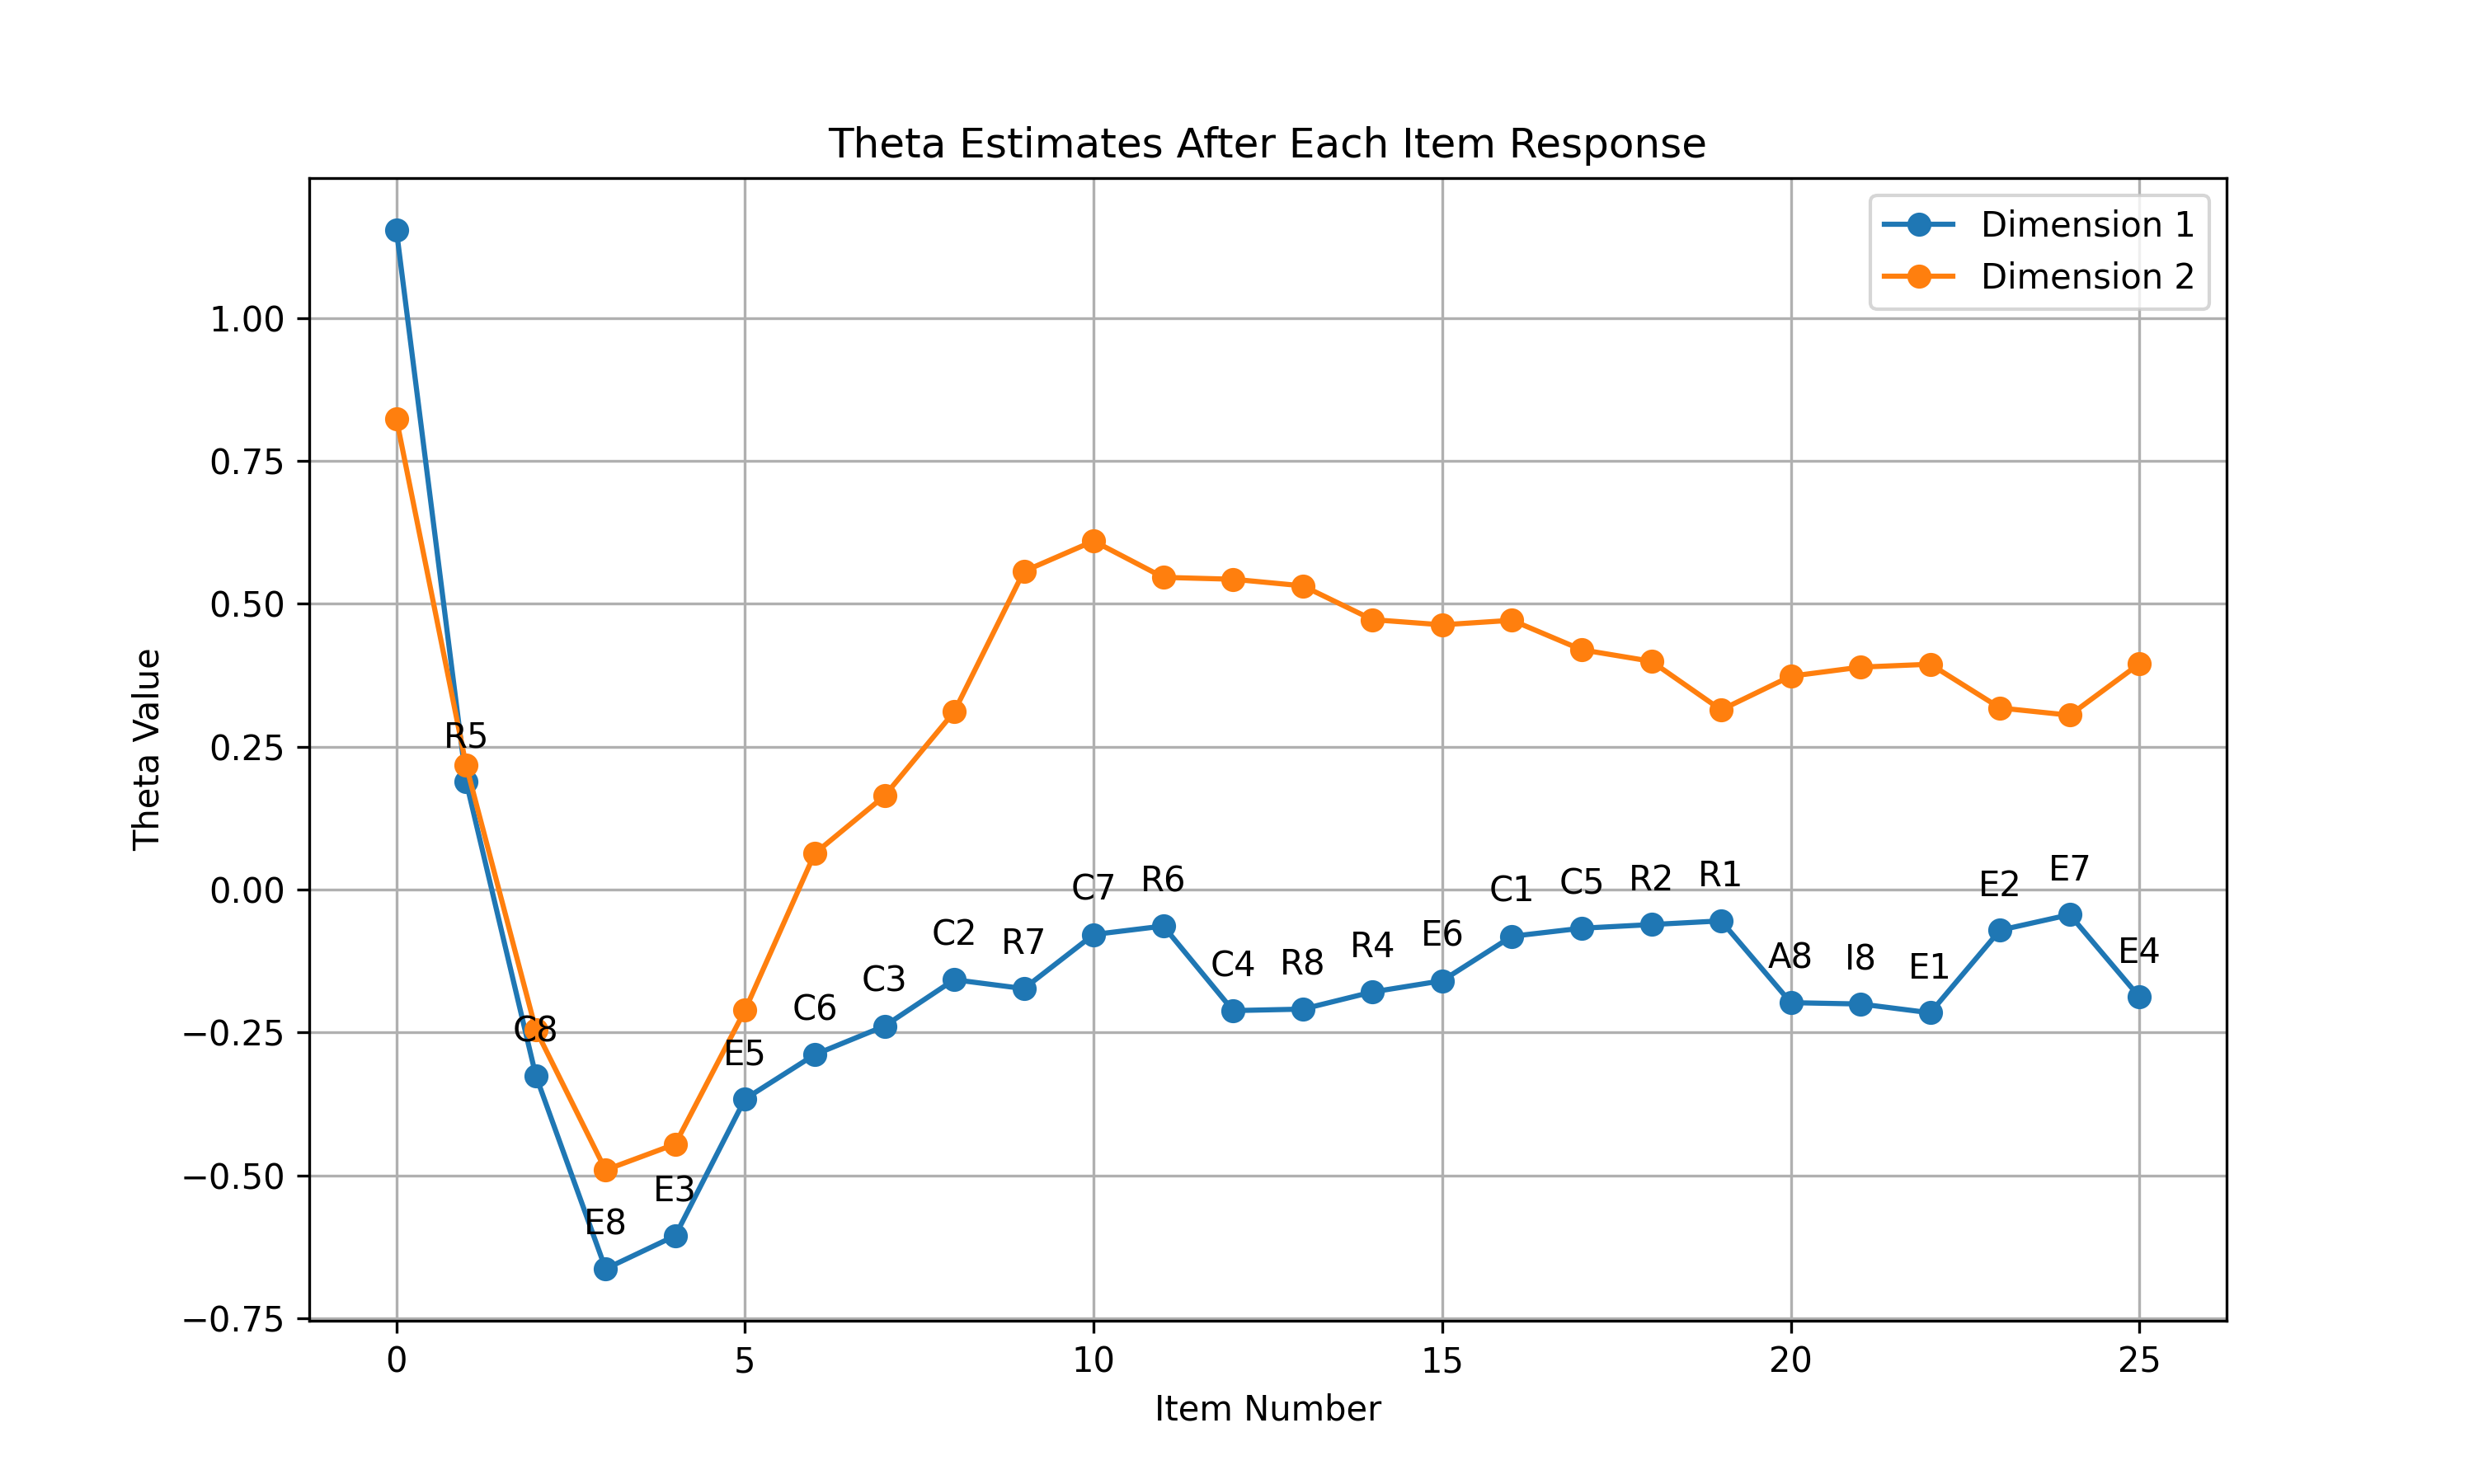 Theta Estimates After Each Item Response
Dimension 1
Dimension 2
Theta Value
1.00
0.75
0.50
0.25
0.00
−0.25
−0.50
−0.75
R5
C8
E8
E3
E5
C6
C3
C2
R7
C7
R6
C4
R8
R4
E6
C1
C5
R2
R1
A8
I8
E1
E2
E7
E4
0 5 10 15 20 25
Item Number